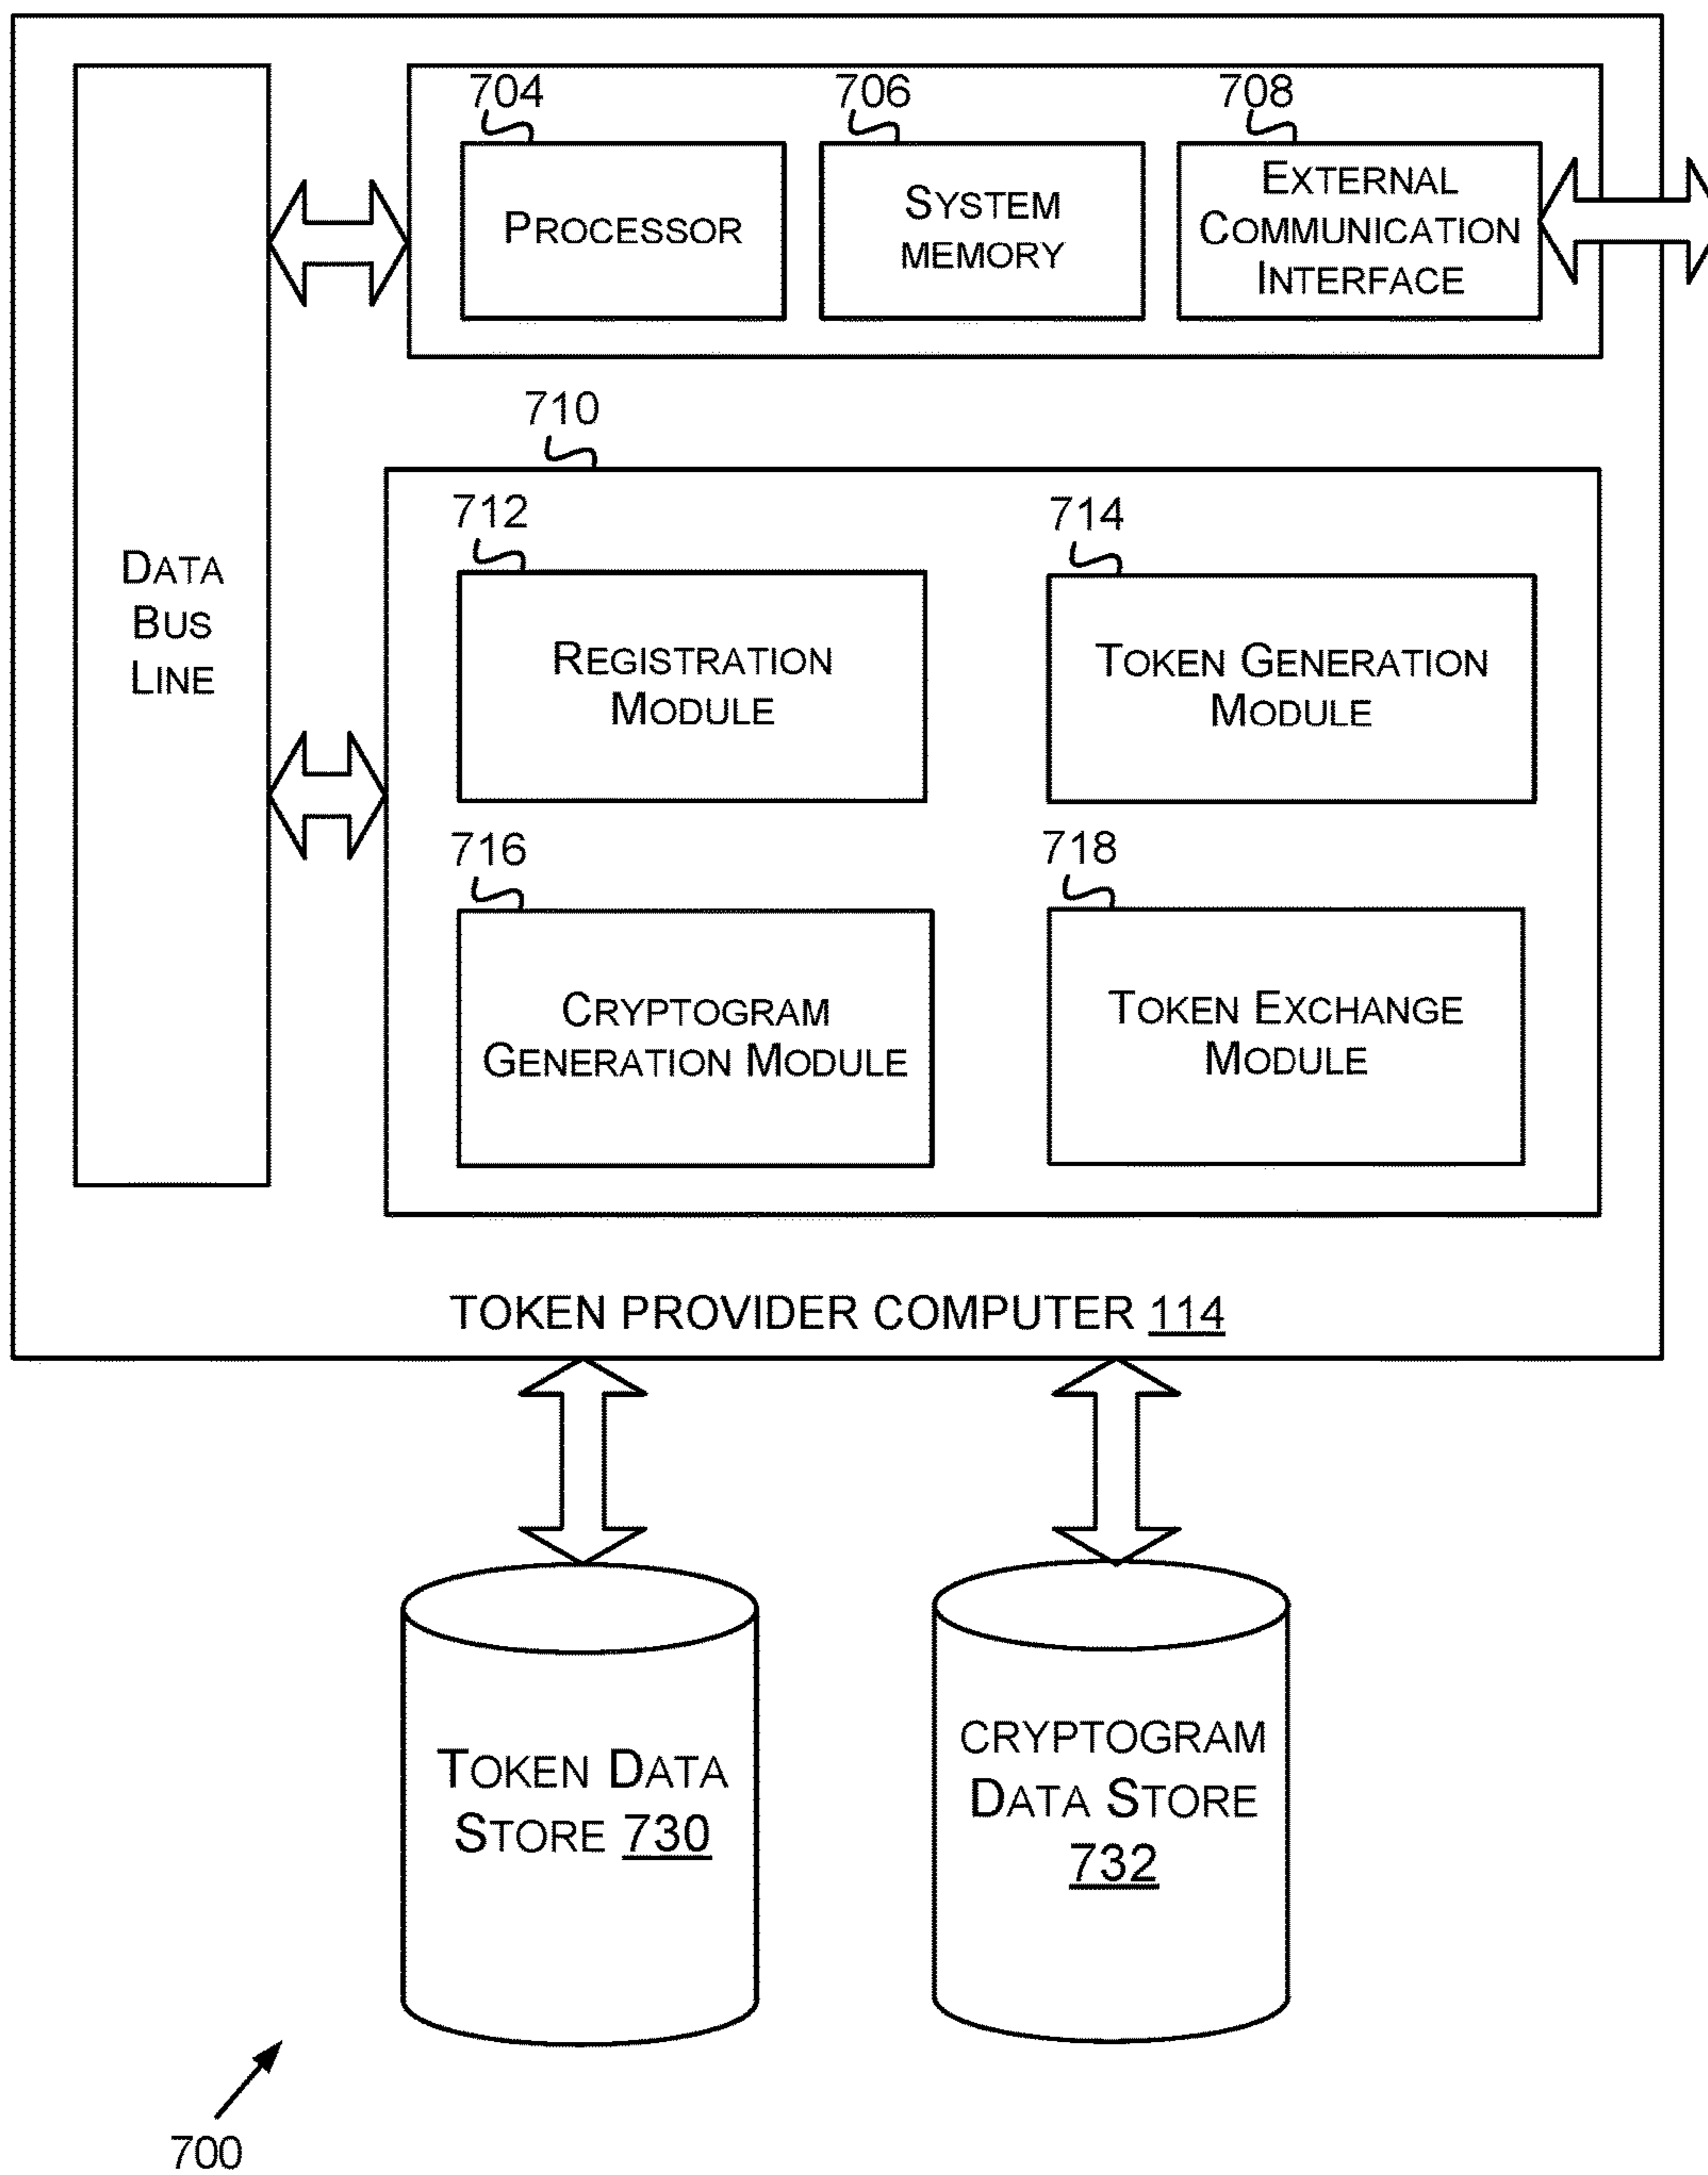 704
706
708
PROCESSOR
SYSTEM
MEMORY
EXTERNAL
COMMUNICATION
INTERFACE
710
DATA
BUS
LINE
712
714
REGISTRATION
MODULE
TOKEN GENERATION
MODULE
716
718
CRYPTOGRAM
GENERATION MODULE
TOKEN EXCHANGE
MODULE
TOKEN PROVIDER COMPUTER 114
TOKEN DATA
STORE 730
CRYPTOGRAM
DATA STORE
732
700